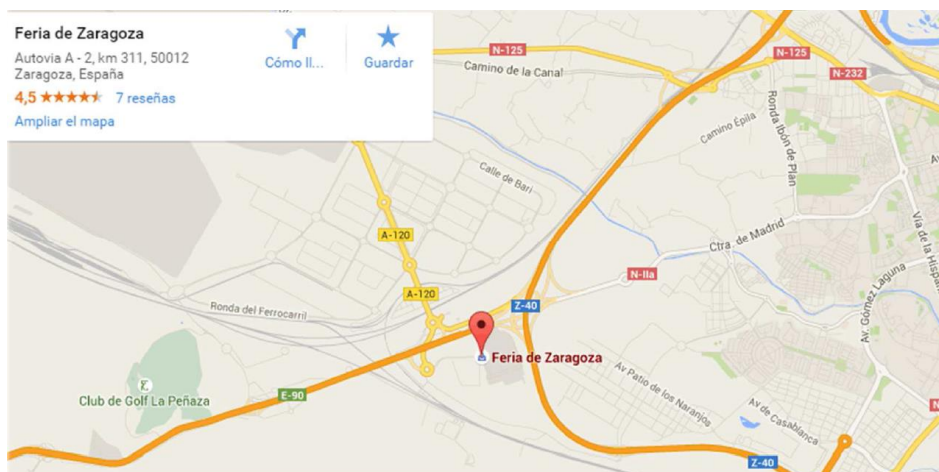 Feria de Zaragoza
Autovia A - 2, km 311, 50012
Zaragoza, España
4,5
7 reseñas
Ampliar el mapa
Cómo ll...
Guardar
N-125
Camino de la Canal
N-125
N-232
Ronda Ibón de Plan
Camino Épila
Calle de Bari
A-120
Ctra. de Madrid
Vía de la Hispan
N-IIa
A-120
Z-40
Av. Gómez Laguna
Ronda del Ferrocarril
Feria de Zaragoza
Av Patio de los Naranjos
E-90
Club de Golf La Peñaza
Av de Casablanca
Z-40